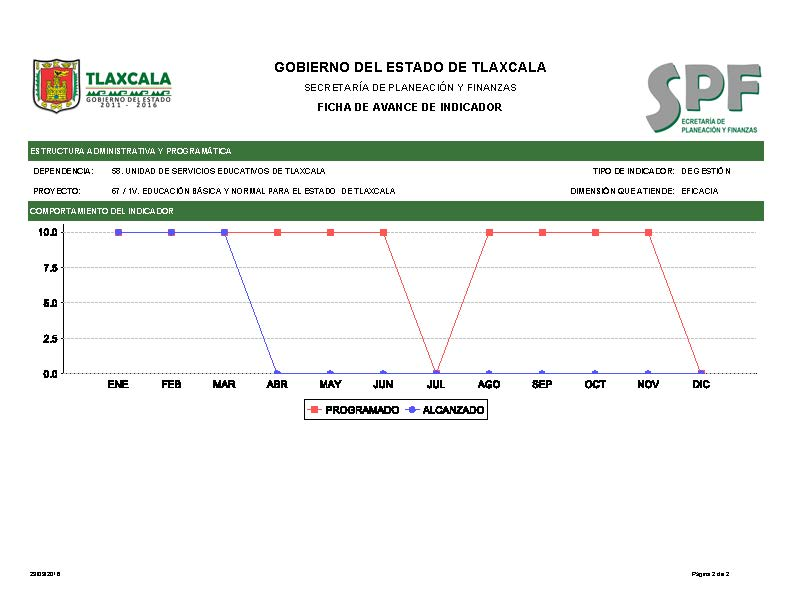 TLAXCALA
GOBIERNO DEL ESTADO
2011 - 2016
GOBIERNO DEL ESTADO DE TLAXCALA
SECRETARÍA DE PLANEACIÓN Y FINANZAS
FICHA DE AVANCE DE INDICADOR
SPF
ECRETARÍA DE
PLANEACIÓN Y FINANZAS
ESTRUCTURA ADMINISTRATIVA Y PROGRAMÁTICA
DEPENDENCIA: 58. UNIDAD DE SERVICIOS EDUCATIVOS DE TLAXCALA TIPO DE INDICADOR: DE GESTIÓN
PROYECTO: 67 / 1V. EDUCACIÓN BÁSICA Y NORMAL PARA EL ESTADO DE TLAXCALA DIMENSIÓN QUE ATIENDE: EFICACIA
COMPORTAMIENTO DEL INDICADOR
10.0
7.5
5.0
2.5
0.0
ENE FEB MAR ABR MAY JUN JUL AGO SEP OCT NOV DIC
PROGRAMADO ALCANZADO
Página 2 de 2